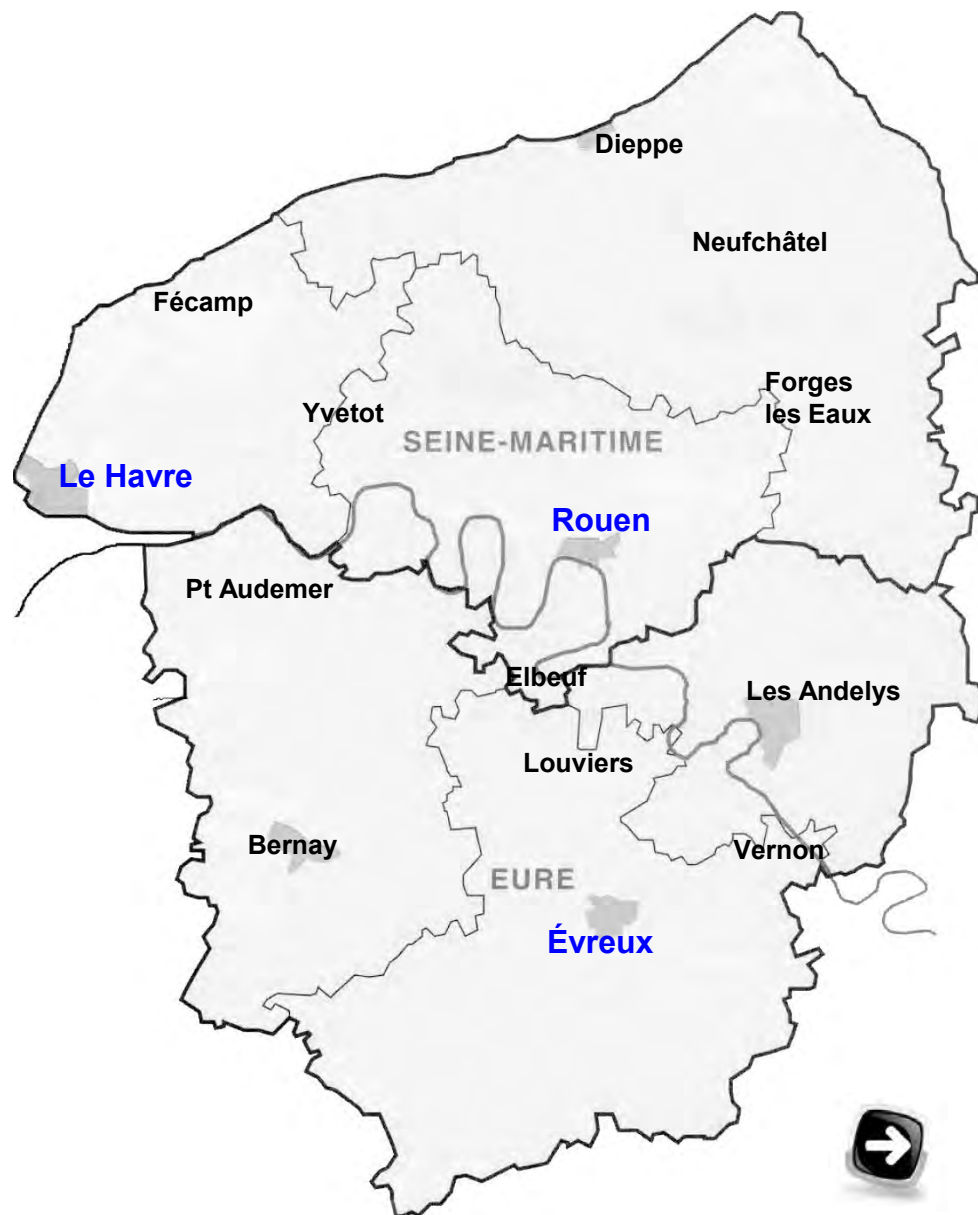 Dieppe
Neufchâtel
Fécamp
Forges
les Eaux
Yvetot
SEINE-MARITIME
Le Havre
Rouen
Pt Audemer
Elbeuf
Les Andelys
Louviers
Bernay
Vernon
EURE
Évreux